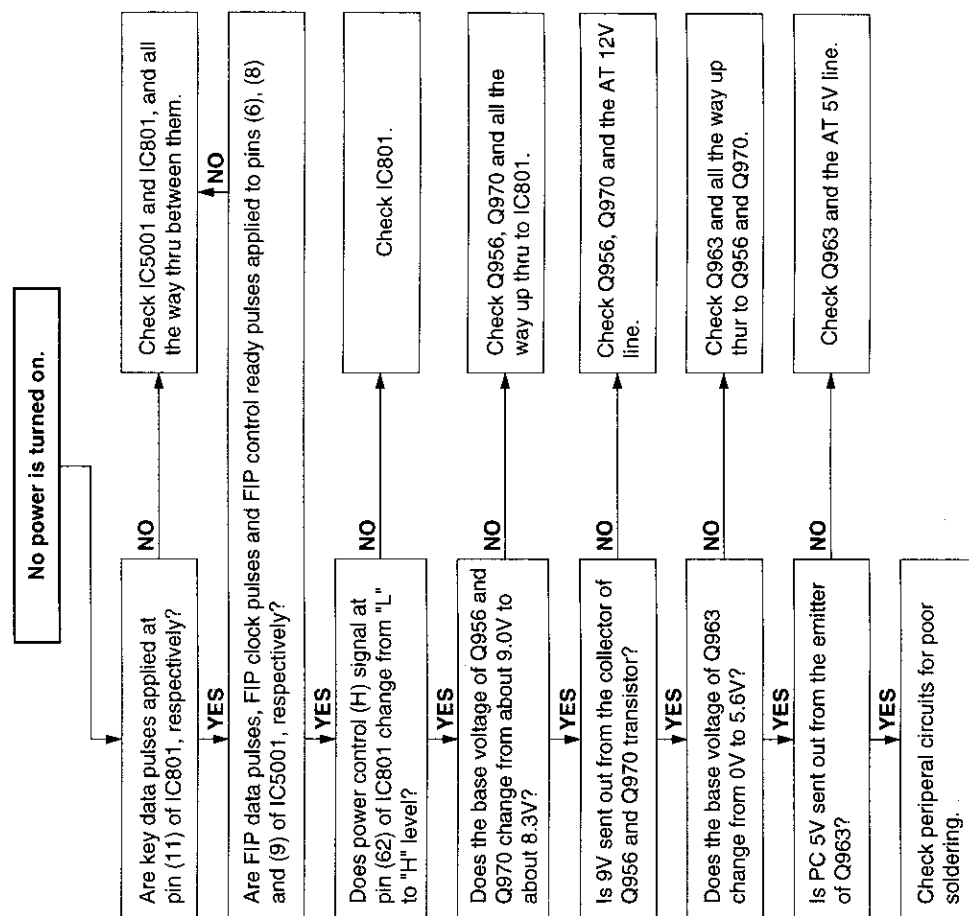 No power is turned on.
Are key data pulses applied at
pin (11) of IC801, respectively?
NO
Check IC5001 and IC801, and all
the way thru between them.
YES
Are FIP data pulses, FIP clock pulses and FIP control ready pulses applied to pins (6), (8)
and (9) of IC5001, respectively?
NO
YES
Does power control (H) signal at
pin (62) of IC801 change from "L"
to "H" level?
NO
Check IC801.
YES
Does the base voltage of Q956 and
Q970 change from about 9.0V to
about 8.3V?
NO
Check Q956, Q970 and all the
way up thru to IC801.
YES
Is 9V sent out from the collector of
Q956 and Q970 transistor?
NO
Check Q956, Q970 and the AT 12V
line.
YES
Does the base voltage of Q963
change from 0V to 5.6V?
NO
Check Q963 and all the way up
thur to Q956 and Q970.
YES
Is PC 5V sent out from the emitter
of Q963?
NO
Check Q963 and the AT 5V line.
YES
Check periperal circuits for poor
soldering.